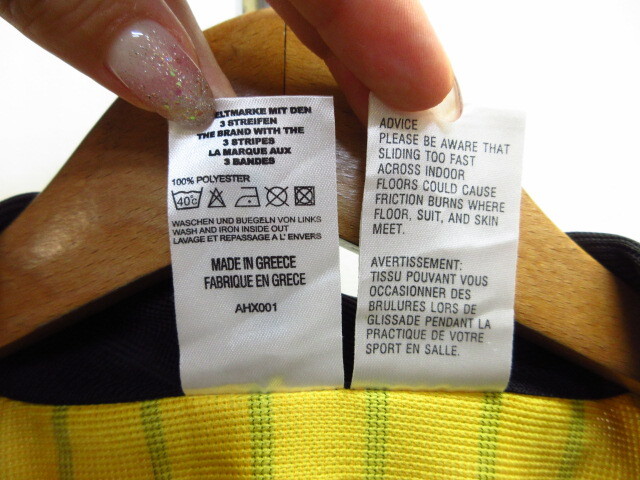 3 STREIFEN
THE BRAND WITH THE
3 STRIPES
LA MARQUE AUX
3 BANDES
100% POLYESTER
40°C
WASCHEN UND BUEGELN VON LINKS
WASH AND IRON INSIDE OUT
LAVAGE ET REPASSAGE A L' ENVERS
MADE IN GREECE
FABRIQUE EN GRECE
AHX001
ADVICE
PLEASE BE AWARE THAT
SLIDING TOO FAST
ACROSS INDOOR
FLOORS COULD CAUSE
FRICTION BURNS WHERE
FLOOR, SUIT, AND SKIN
MEET.
AVERTISSEMENT:
TISSU POUVANT VOUS
OCCASIONNER DES
BRULURES LORS DE
GLISSADE PENDANT LA
PRACTIQUE DE VOTRE
SPORT EN SALLE.